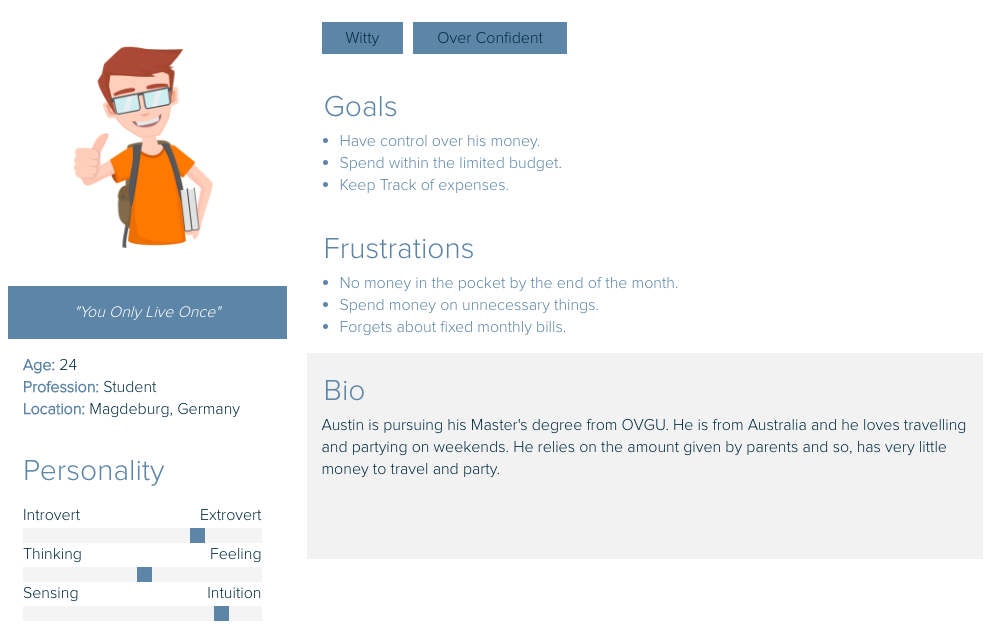 "You Only Live Once"
Age: 24
Profession: Student
Location: Magdeburg, Germany
Personality
Introvert Extrovert
Thinking Feeling
Sensing Intuition
Witty Over Confident
Goals
• Have control over his money.
• Spend within the limited budget.
• Keep Track of expenses.
Frustrations
• No money in the pocket by the end of the month.
• Spend money on unnecessary things.
• Forgets about fixed monthly bills.
Bio
Austin is pursuing his Master's degree from OVGU. He is from Australia and he loves travelling
and partying on weekends. He relies on the amount given by parents and so, has very little
money to travel and party.